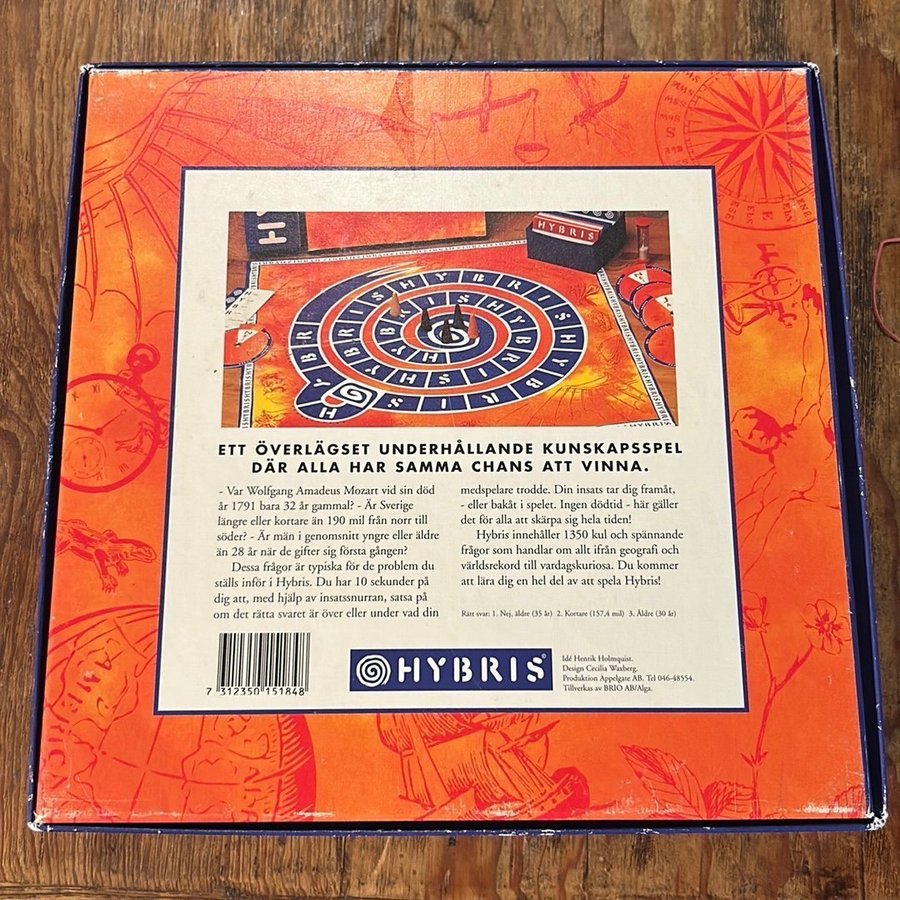 HYBRIS
ETT ÖVERLÄGSET UNDERHÅLLANDE KUNSKAPSSPEL
DÄR ALLA HAR SAMMA CHANS ATT VINNA.
- Var Wolfgang Amadeus Mozart vid sin död
år 1791 bara 32 år gammal? - Är Sverige
längre eller kortare än 190 mil från norr till
söder? - Är män i genomsnitt yngre eller äldre
än 28 år när de gifter sig första gången?
Dessa frågor är typiska för de problem du
ställs inför i Hybris. Du har 10 sekunder på
dig att, med hjälp av insatssnurran, satsa på
om det rätta svaret är över eller under vad din
medspelare trodde. Din insats tar dig framåt,
- eller bakåt i spelet. Ingen dödtid - här gäller
det för alla att skärpa sig hela tiden!
Hybris innehåller 1350 kul och spännande
frågor som handlar om allt ifrån geografi och
världsrekord till vardagskuriosa. Du kommer
att lära dig en hel del av att spela Hybris!
Rätt svar: 1. Nej, äldre (35 år) 2. Kortare (157,4 mil) 3. Äldre (30 år)
7 312350 151848
HYBRIS
Idé Henrik Holmquist.
Design Cecilia Waxberg.
Produktion Appelgate AB. Tel 046-48554.
Tillverkas av BRIO AB/Alga.